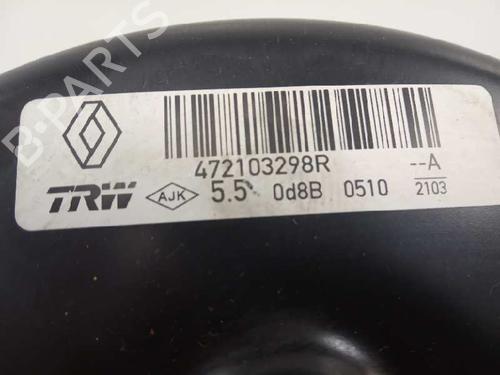 B-PARTS
472103298R
--A
TRW AJK 5.5 0d8B 0510 2103